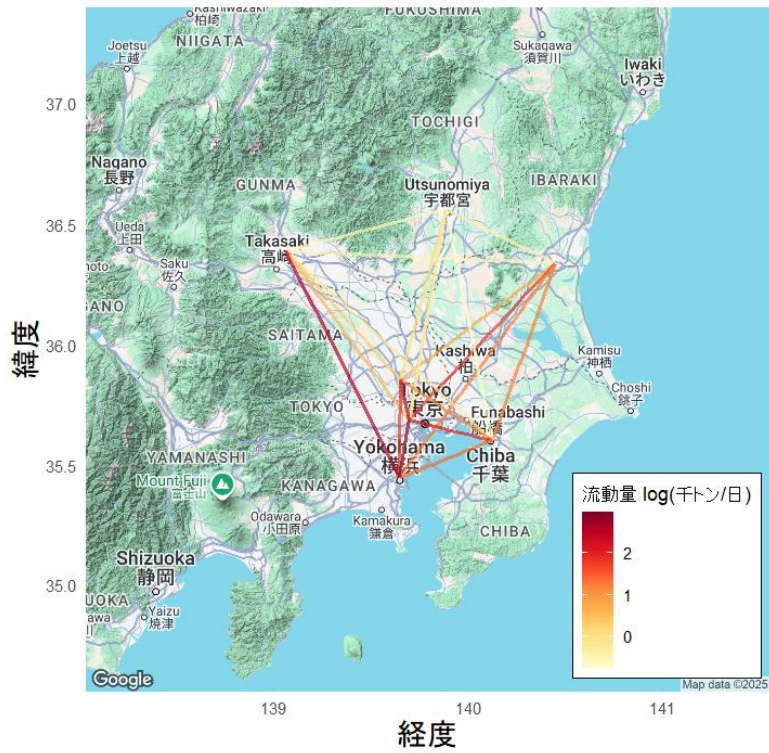 Kashiwazaki
柏崎
FUKUSHIMA
Joetsu
上越
NIIGATA
Sukagawa
須賀川
Iwaki
いわき
37.0
TOCHIGI
Nagano
長野
GUNMA
Utsunomiya
宇都宮
IBARAKI
36.5
Ueda
上田
Takasaki
高崎
moto
Saku
佐久
GANO
SAITAMA
36.0
Kashiwa
柏
Kamisu
神栖
緯度
Tokyo
東京
TOKYO
Choshi
銚子
Funabashi
船橋
Yokohama
横浜
Chiba
千葉
35.5
YAMANASHI
Mount Fuji
富士山
KANAGAWA
流動量 log(千トン/日)
Odawara
小田原
Kamakura
鎌倉
CHIBA
2
Shizuoka
静岡
1
35.0
UOKA
Yaizu
焼津
awa
川
0
Google
Map data ©2025
139
140
141
経度